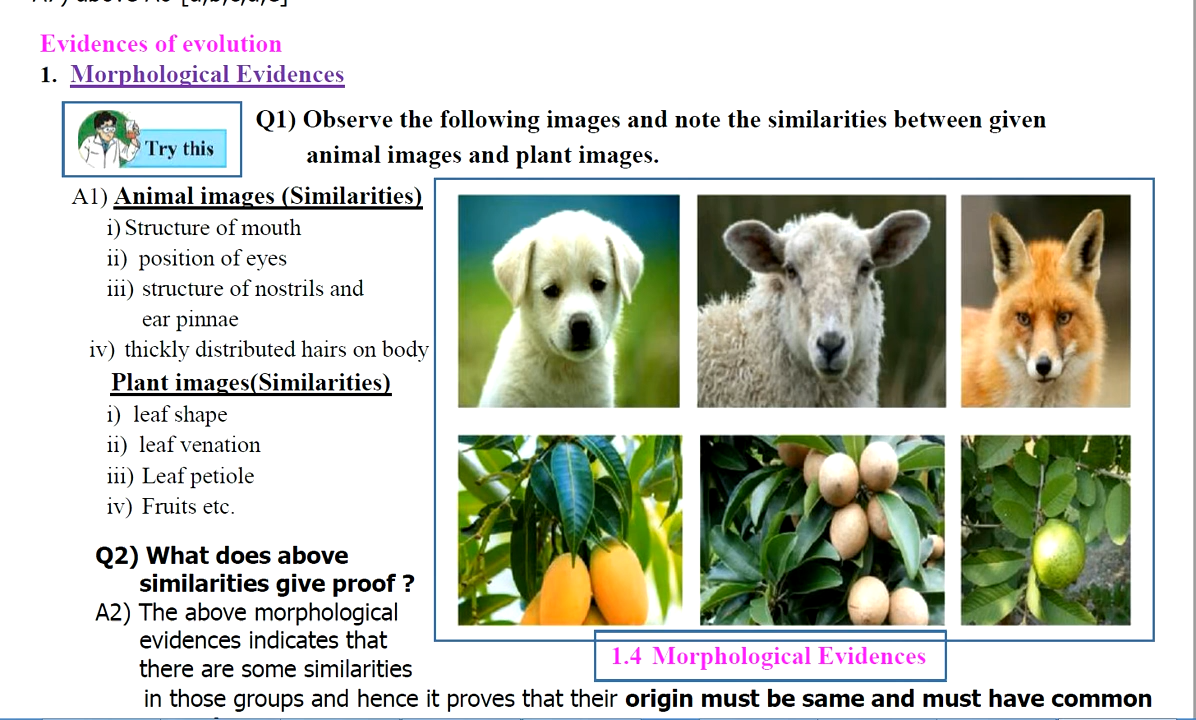 Evidences of evolution
1. Morphological Evidences
Try this
Q1) Observe the following images and note the similarities between given
animal images and plant images.
A1) Animal images (Similarities)
i) Structure of mouth
ii) position of eyes
iii) structure of nostrils and
ear pinnae
iv) thickly distributed hairs on body
Plant images(Similarities)
i) leaf shape
ii) leaf venation
iii) Leaf petiole
iv) Fruits etc.
Q2) What does above
similarities give proof ?
A2) The above morphological
evidences indicates that
there are some similarities
in those groups and hence it proves that their origin must be same and must have common
1.4 Morphological Evidences